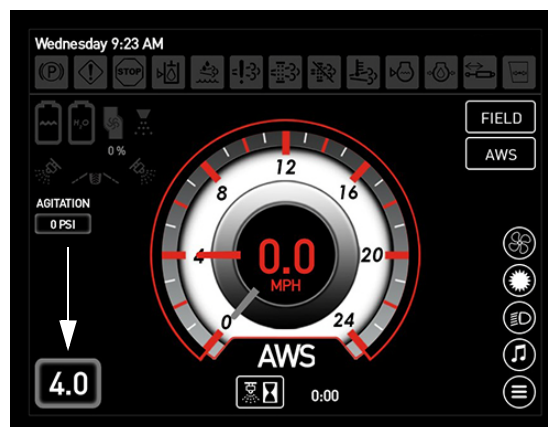 Wednesday 9:23 AM
(P)
STOP
H₂O
0 %
FIELD
AWS
AGITATION
0 PSI
0
4
8
12
16
20
24
0.0
MPH
AWS
4.0
0:00